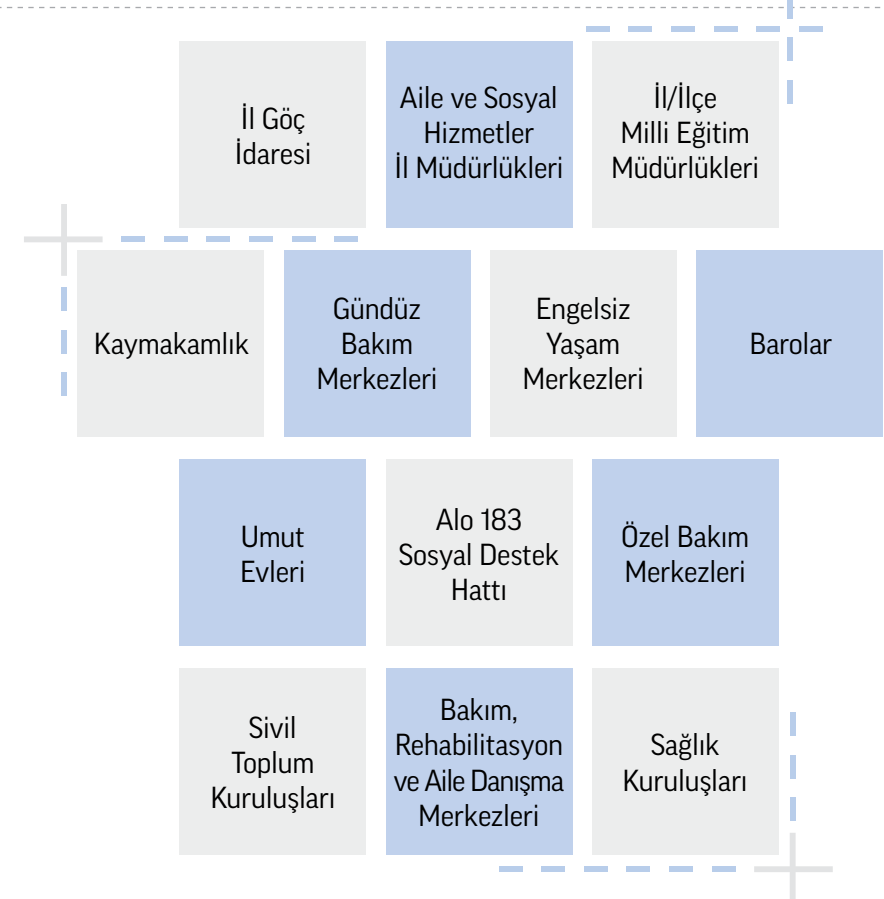 İl Göç
İdaresi
Aile ve Sosyal
Hizmetler
İl Müdürlükleri
İl/İlçe
Milli Eğitim
Müdürlükleri
Kaymakamlık
Gündüz
Bakım
Merkezleri
Engelsiz
Yaşam
Merkezleri
Barolar
Umut
Evleri
Alo 183
Sosyal Destek
Hattı
Özel Bakım
Merkezleri
Sivil
Toplum
Kuruluşları
Bakım,
Rehabilitasyon
ve Aile Danışma
Merkezleri
Sağlık
Kuruluşları